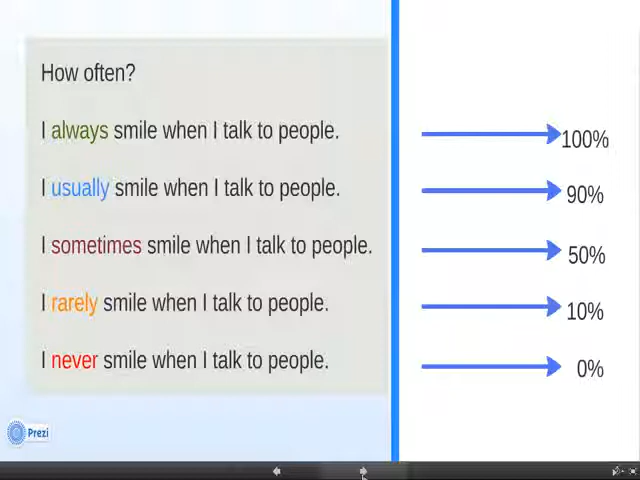 How often?
I always smile when I talk to people.
100%
I usually smile when I talk to people.
90%
I sometimes smile when I talk to people.
50%
I rarely smile when I talk to people.
10%
I never smile when I talk to people.
0%
Prezi